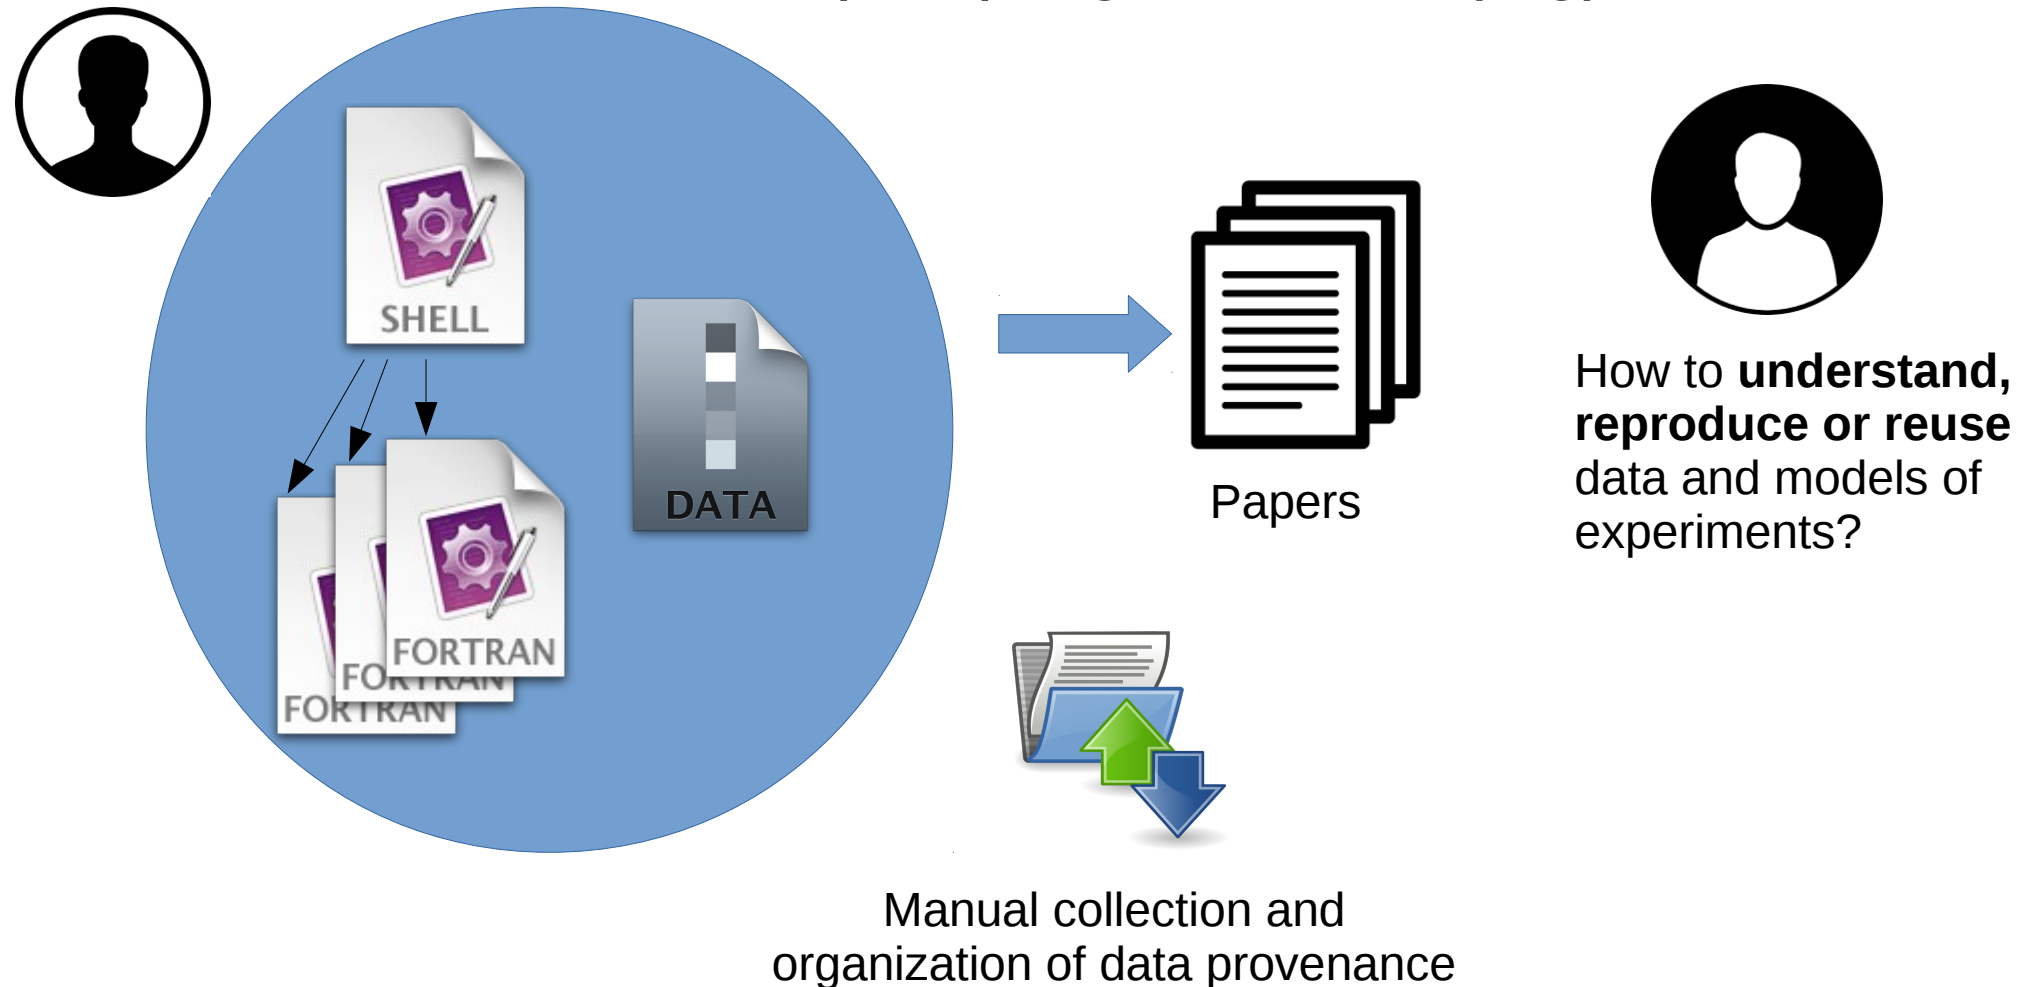 SHELL
DATA
FORTRAN
FORTRAN
FORTRAN
Papers
How to understand,
reproduce or reuse
data and models of
experiments?
Manual collection and
organization of data provenance